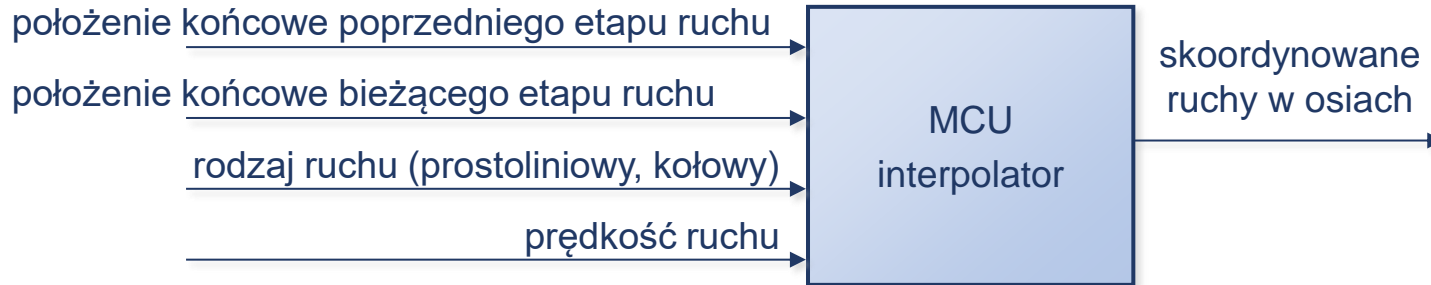 położenie końcowe poprzedniego etapu ruchu
położenie końcowe bieżącego etapu ruchu
rodzaj ruchu (prostoliniowy, kołowy)
prędkość ruchu
MCU
interpolator
skoordynowane
ruchy w osiach